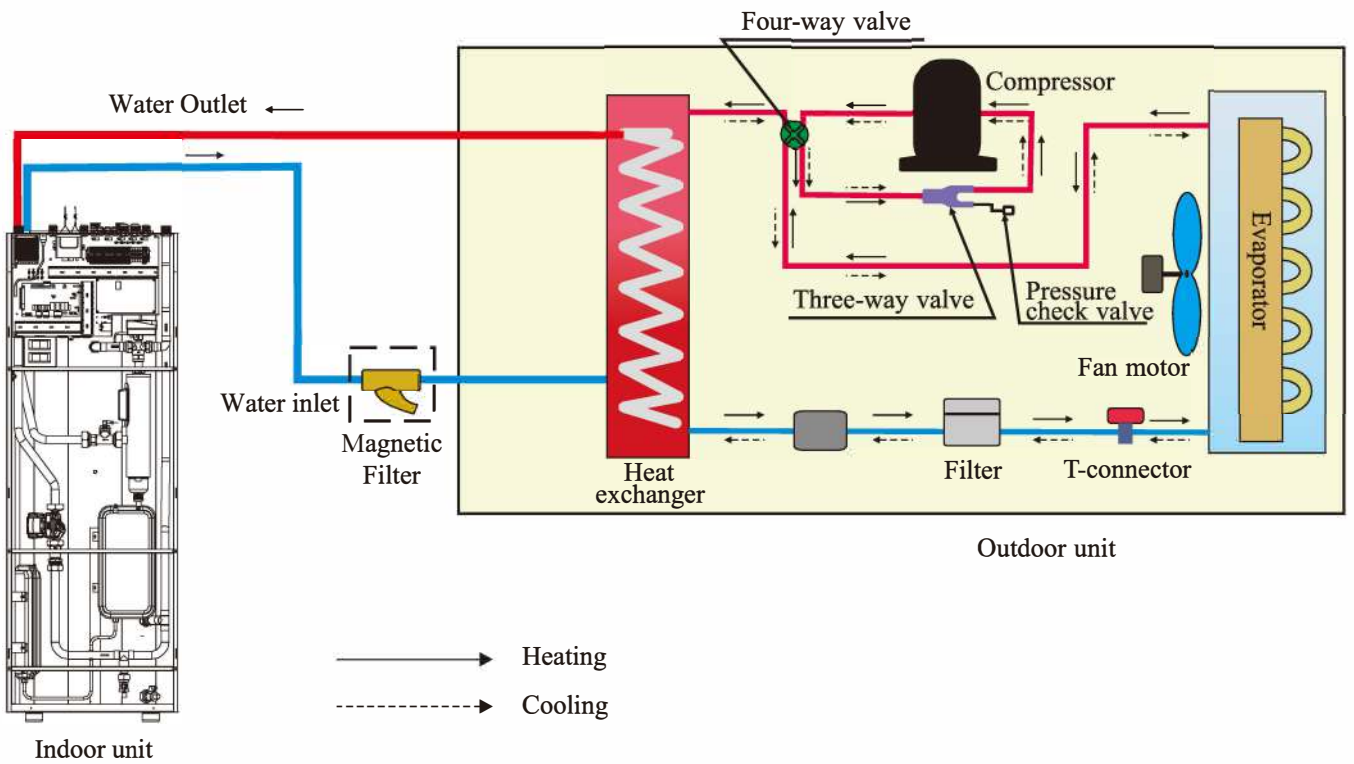 Four-way valve
Compressor
Water Outlet
Evaporator
Three-way valve
Pressure
check valve
Fan motor
Water inlet
Magnetic
Filter
Heat
exchanger
Filter
T-connector
Outdoor unit
Heating
Cooling
Indoor unit